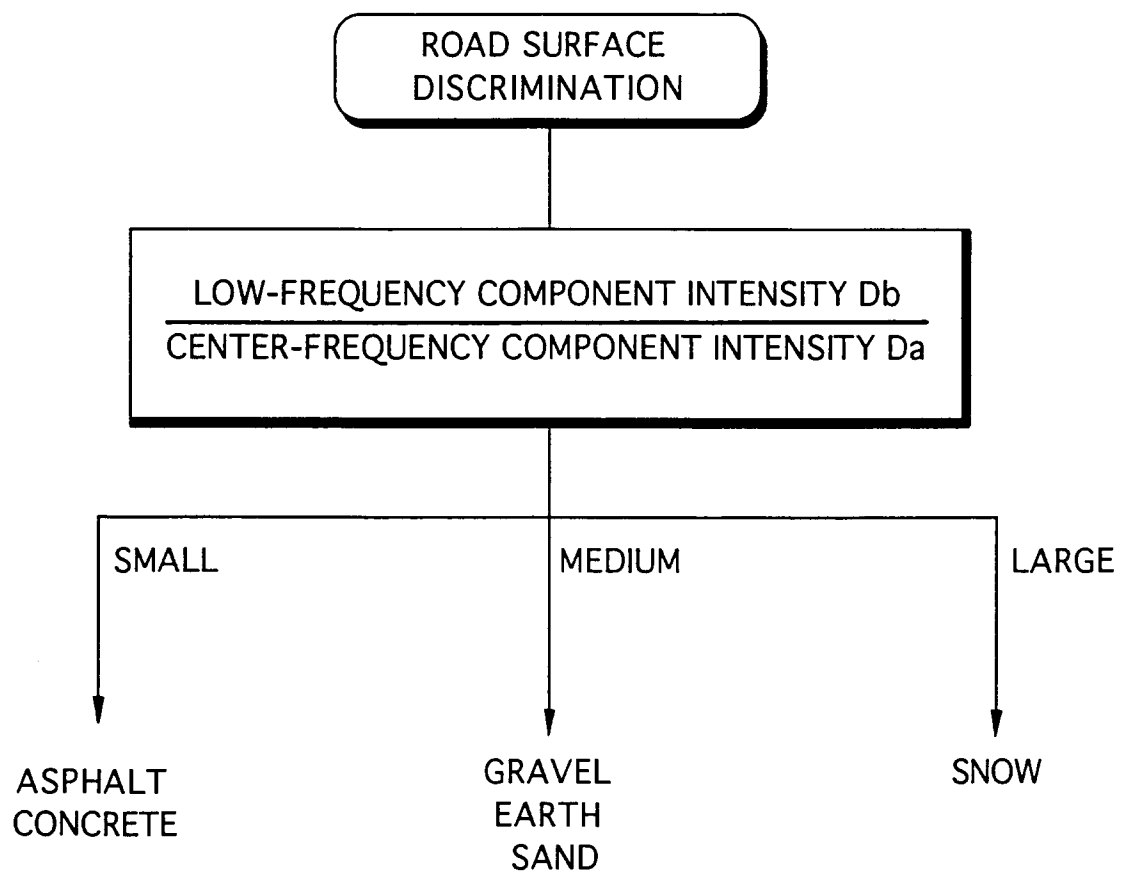 ROAD SURFACE
DISCRIMINATION
LOW-FREQUENCY COMPONENT INTENSITY Db
CENTER-FREQUENCY COMPONENT INTENSITY Da
SMALL
MEDIUM
LARGE
ASPHALT
CONCRETE
GRAVEL
EARTH
SAND
SNOW